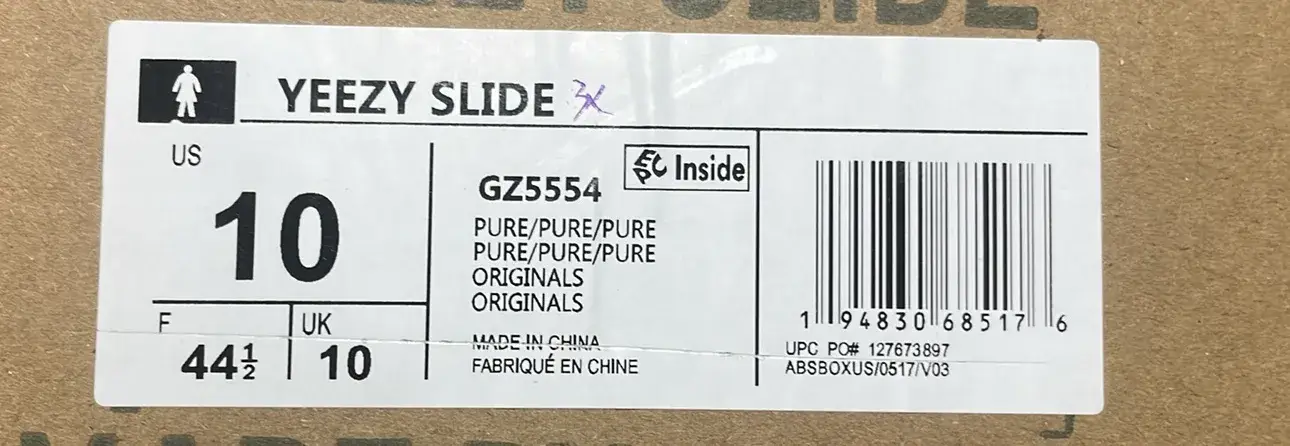 YEEZY SLIDE 3X
US
10
F
44½
UK
10
EPC Inside
GZ5554
PURE/PURE/PURE
PURE/PURE/PURE
ORIGINALS
ORIGINALS
MADE IN CHINA
FABRIQUÉ EN CHINE
1 94830 68517 6
UPC PO# 127673897
ABSBOXUS/0517/V03